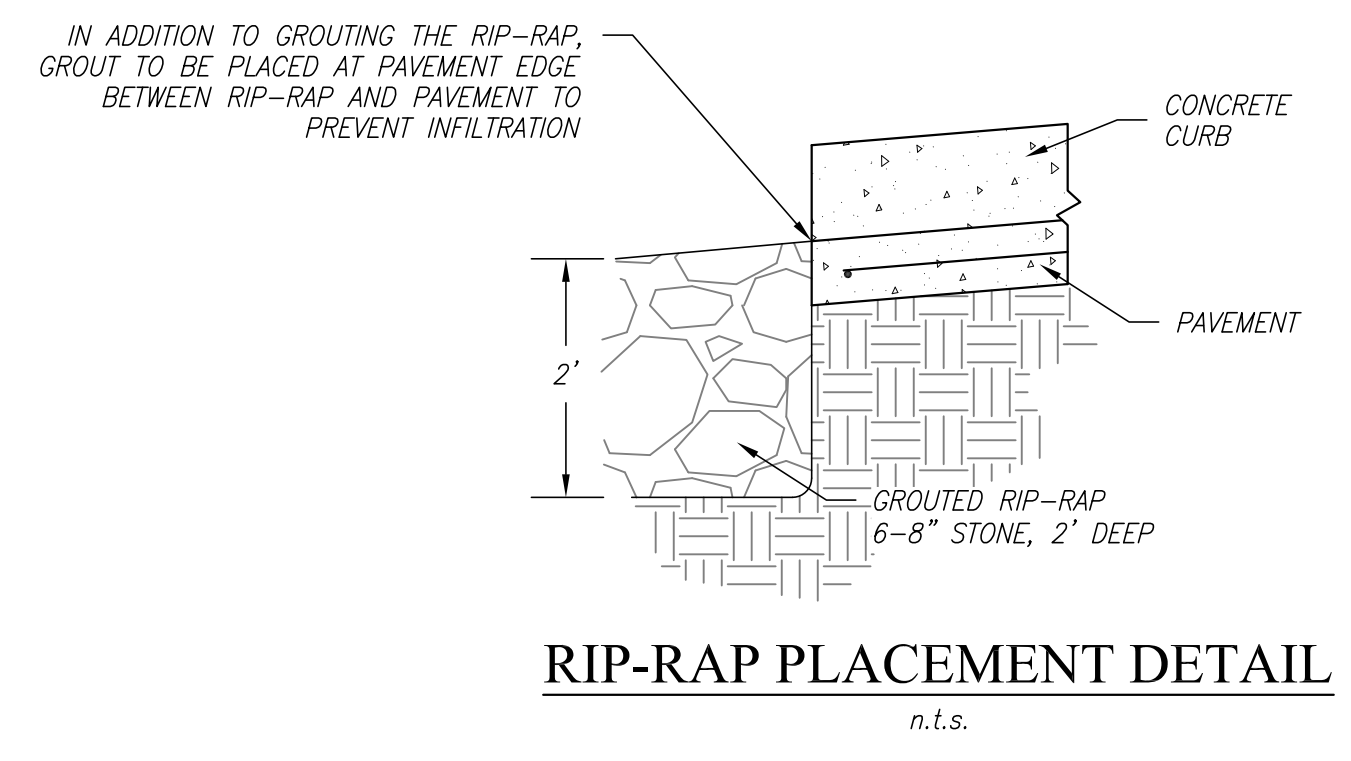 IN ADDITION TO GROUTING THE RIP-RAP,
GROUT TO BE PLACED AT PAVEMENT EDGE
BETWEEN RIP-RAP AND PAVEMENT TO
PREVENT INFILTRATION
CONCRETE
CURB
PAVEMENT
2'
GROUTED RIP-RAP
6-8" STONE, 2' DEEP
RIP-RAP PLACEMENT DETAIL
n.t.s.